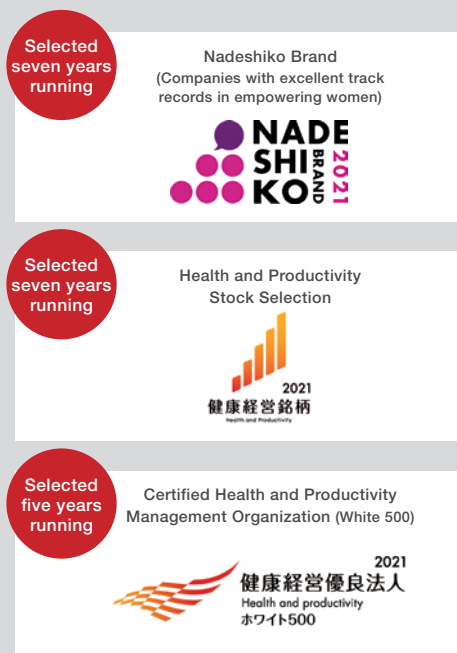 Selected
seven years
running
Nadeshiko Brand
(Companies with excellent track
records in empowering women)
NADE
SHI
KO
BRAND
2021
Selected
seven years
running
Health and Productivity
Stock Selection
2021
健康経営銘柄
Health and Productivity
Selected
five years
running
Certified Health and Productivity
Management Organization (White 500)
2021
健康経営優良法人
Health and productivity
ホワイト500